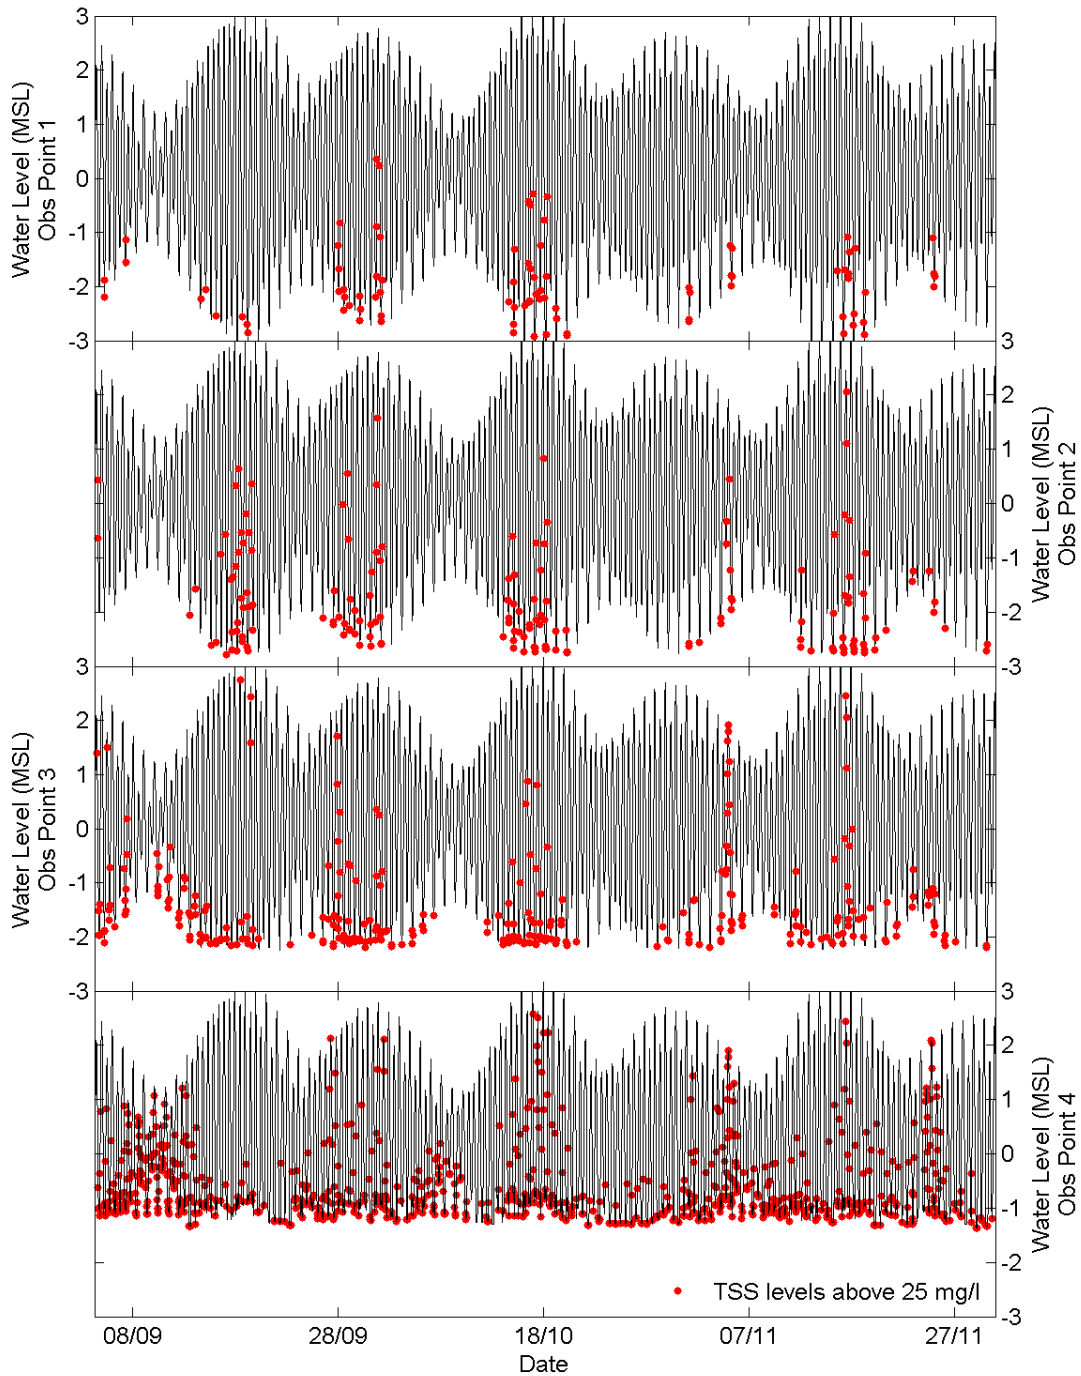 3
2
1
0
-1
-2
-3
Water Level (MSL)
Obs Point 1
3
2
1
0
-1
-2
-3
Water Level (MSL)
Obs Point 2
3
2
1
0
-1
-2
-3
Water Level (MSL)
Obs Point 3
3
2
1
0
-1
-2
-3
Water Level (MSL)
Obs Point 4
TSS levels above 25 mg/l
08/09 28/09 18/10 07/11 27/11
Date